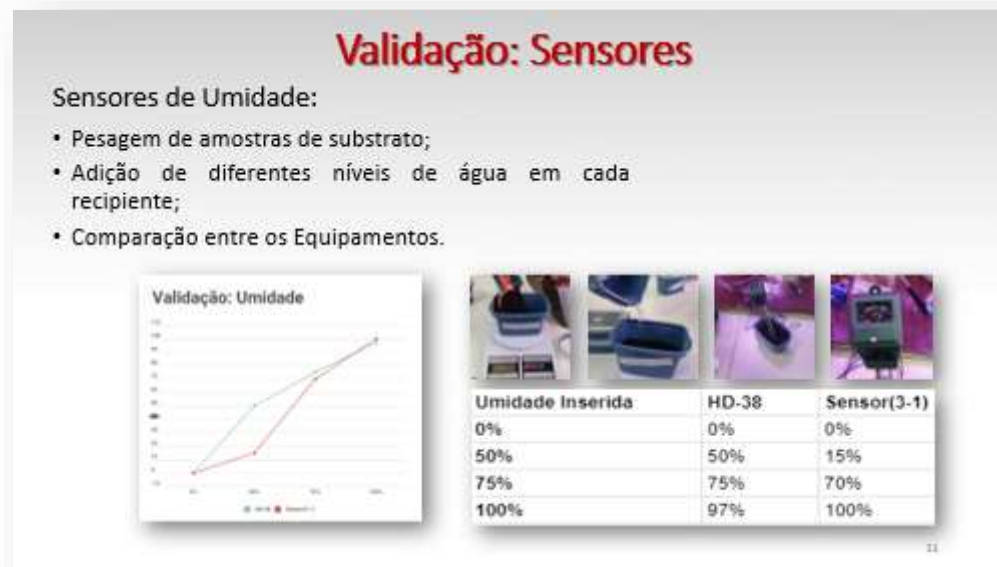 Validação: Sensores
Sensores de Umidade:
• Pesagem de amostras de substrato;
• Adição de diferentes níveis de água em cada
recipiente;
• Comparação entre os Equipamentos.
Validação: Umidade
Umidade Inserida HD-38 Sensor(3-1)
0% 0% 0%
50% 50% 15%
75% 75% 70%
100% 97% 100%